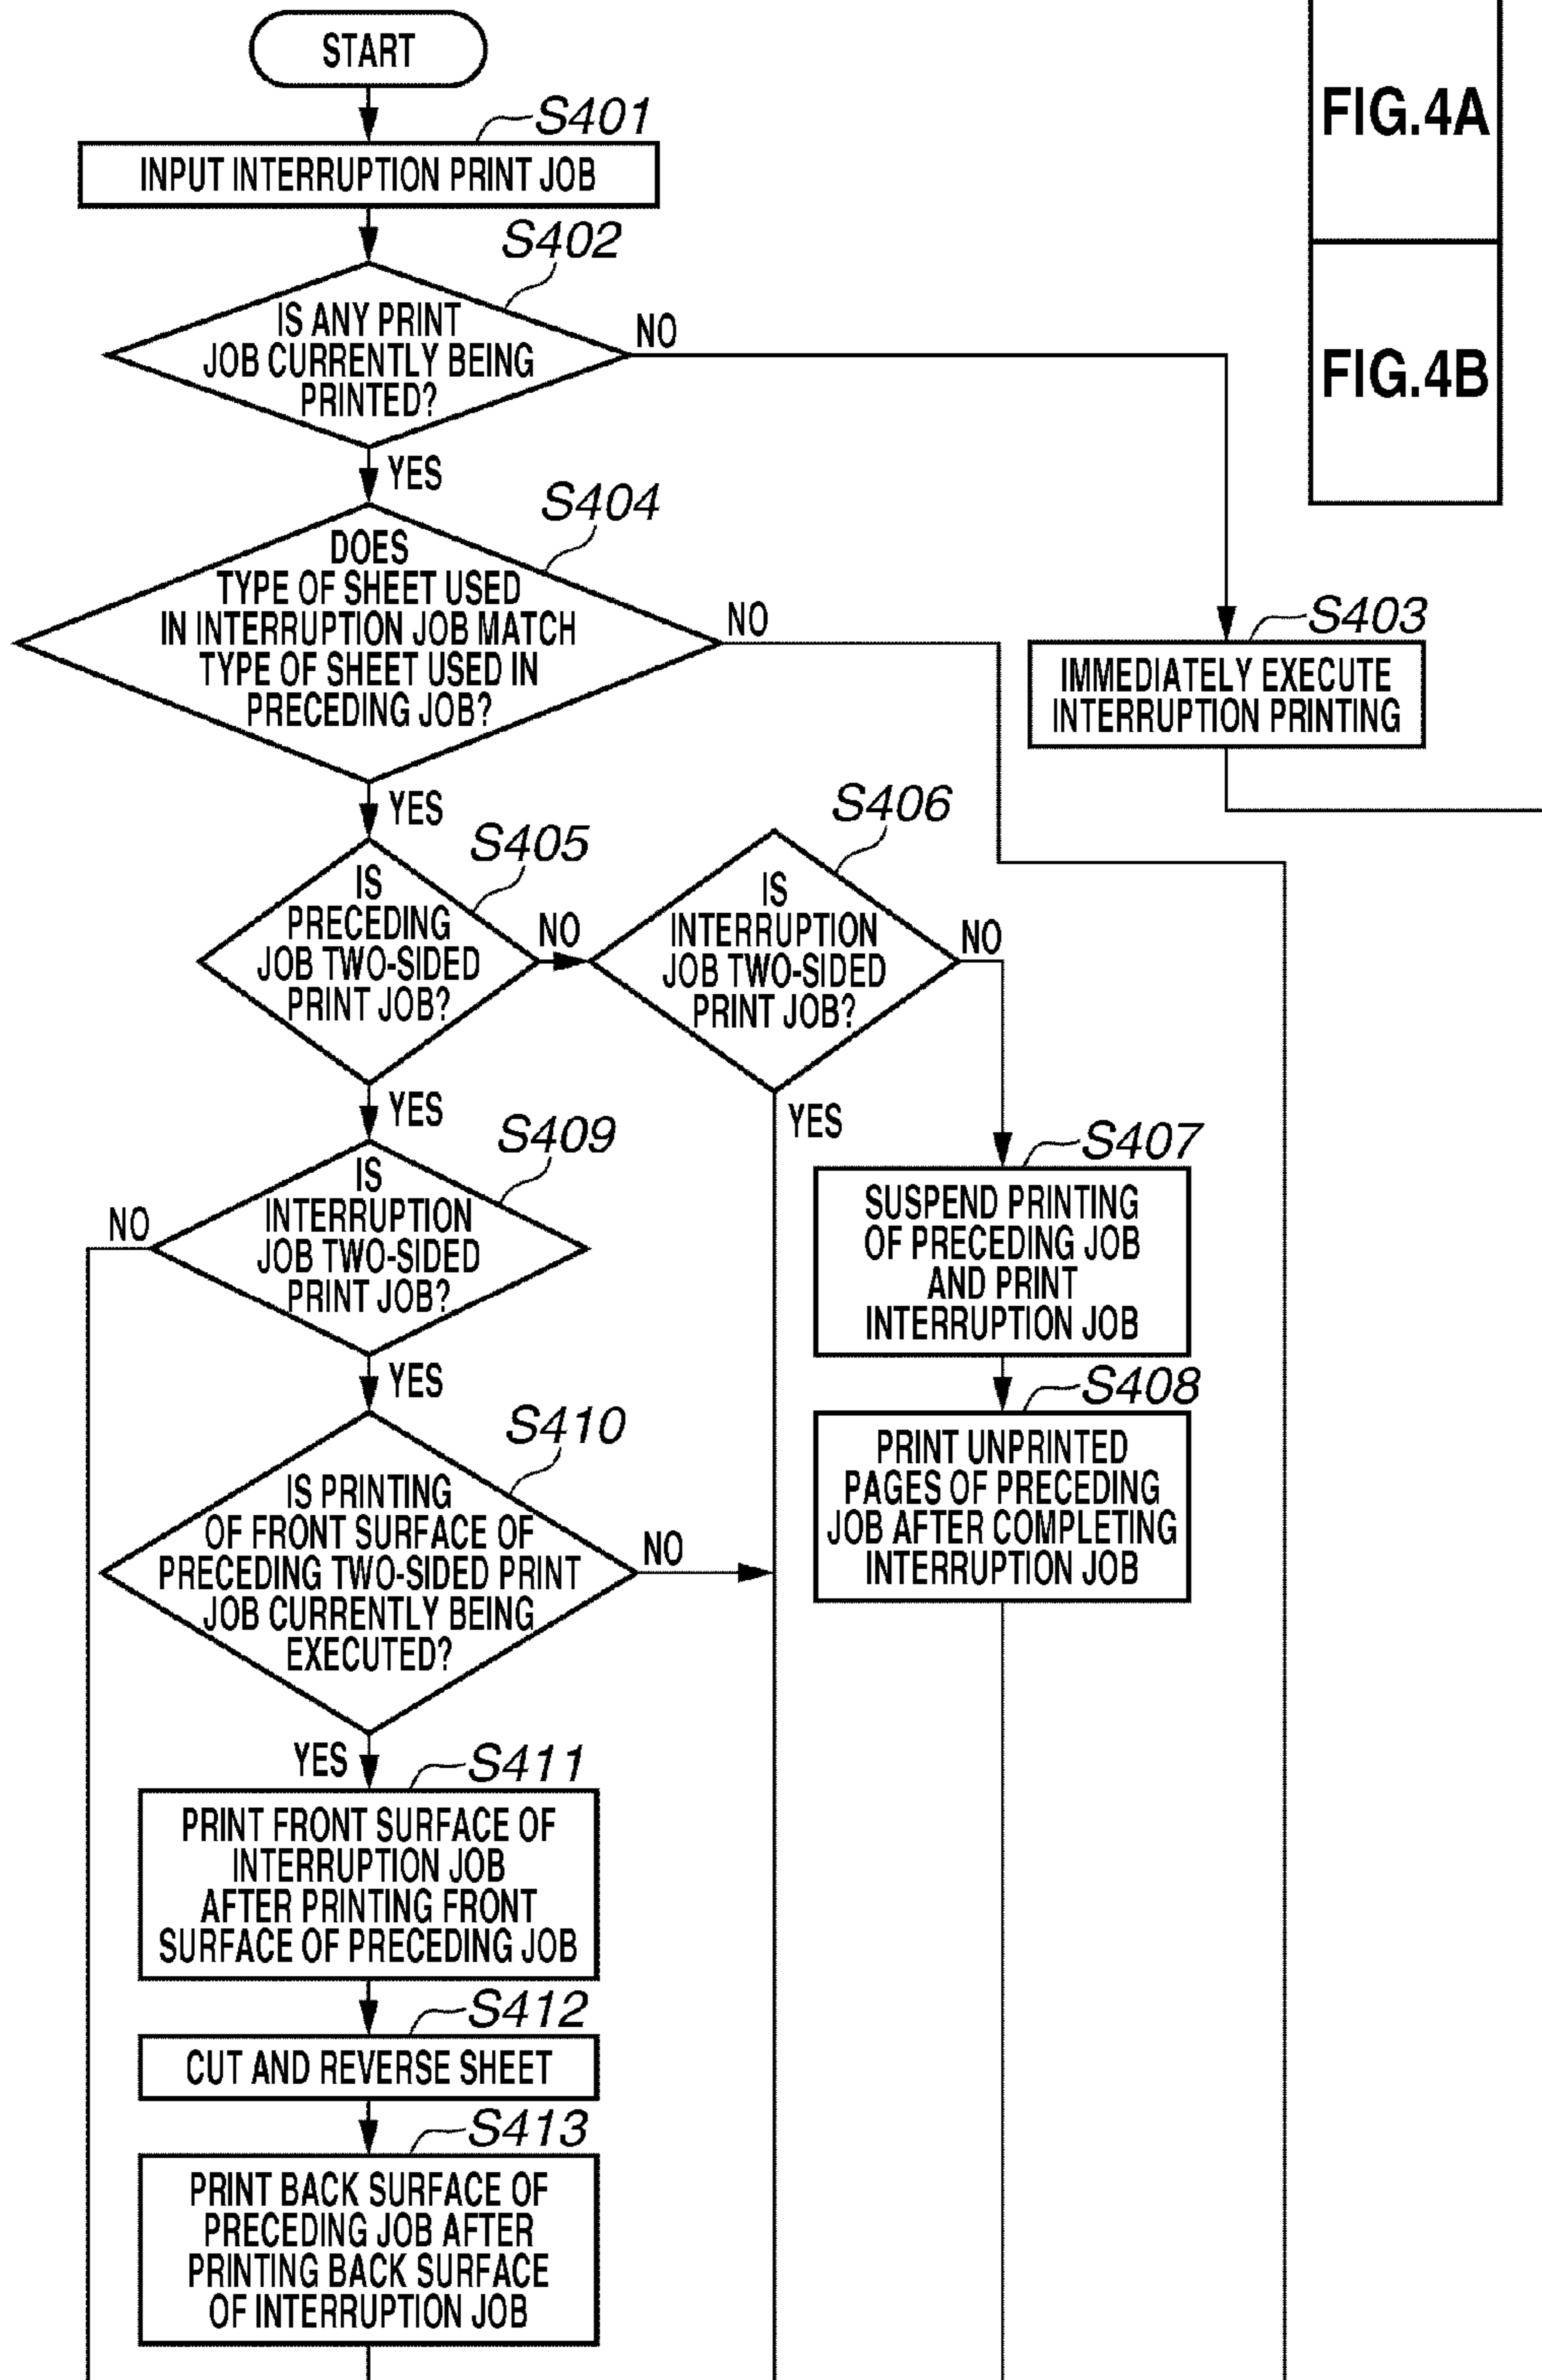 START
FIG.4A
S401
INPUT INTERRUPTION PRINT JOB
S402
IS ANY PRINT
JOB CURRENTLY BEING
PRINTED?
NO
FIG.4B
YES
S404
DOES
TYPE OF SHEET USED
IN INTERRUPTION JOB MATCH
TYPE OF SHEET USED IN
PRECEDING JOB?
NO
S403
IMMEDIATELY EXECUTE
INTERRUPTION PRINTING
YES
S405
IS
PRECEDING
JOB TWO-SIDED
PRINT JOB?
NO
S406
IS
INTERRUPTION
JOB TWO-SIDED
PRINT JOB?
NO
YES
YES
S407
SUSPEND PRINTING
OF PRECEDING JOB
AND PRINT
INTERRUPTION JOB
S408
PRINT UNPRINTED
PAGES OF PRECEDING
JOB AFTER COMPLETING
INTERRUPTION JOB
S409
IS
INTERRUPTION
JOB TWO-SIDED
PRINT JOB?
NO
YES
S410
IS PRINTING
OF FRONT SURFACE OF
PRECEDING TWO-SIDED PRINT
JOB CURRENTLY BEING
EXECUTED?
NO
YES
S411
PRINT FRONT SURFACE OF
INTERRUPTION JOB
AFTER PRINTING FRONT
SURFACE OF PRECEDING JOB
S412
CUT AND REVERSE SHEET
S413
PRINT BACK SURFACE OF
PRECEDING JOB AFTER
PRINTING BACK SURFACE
OF INTERRUPTION JOB